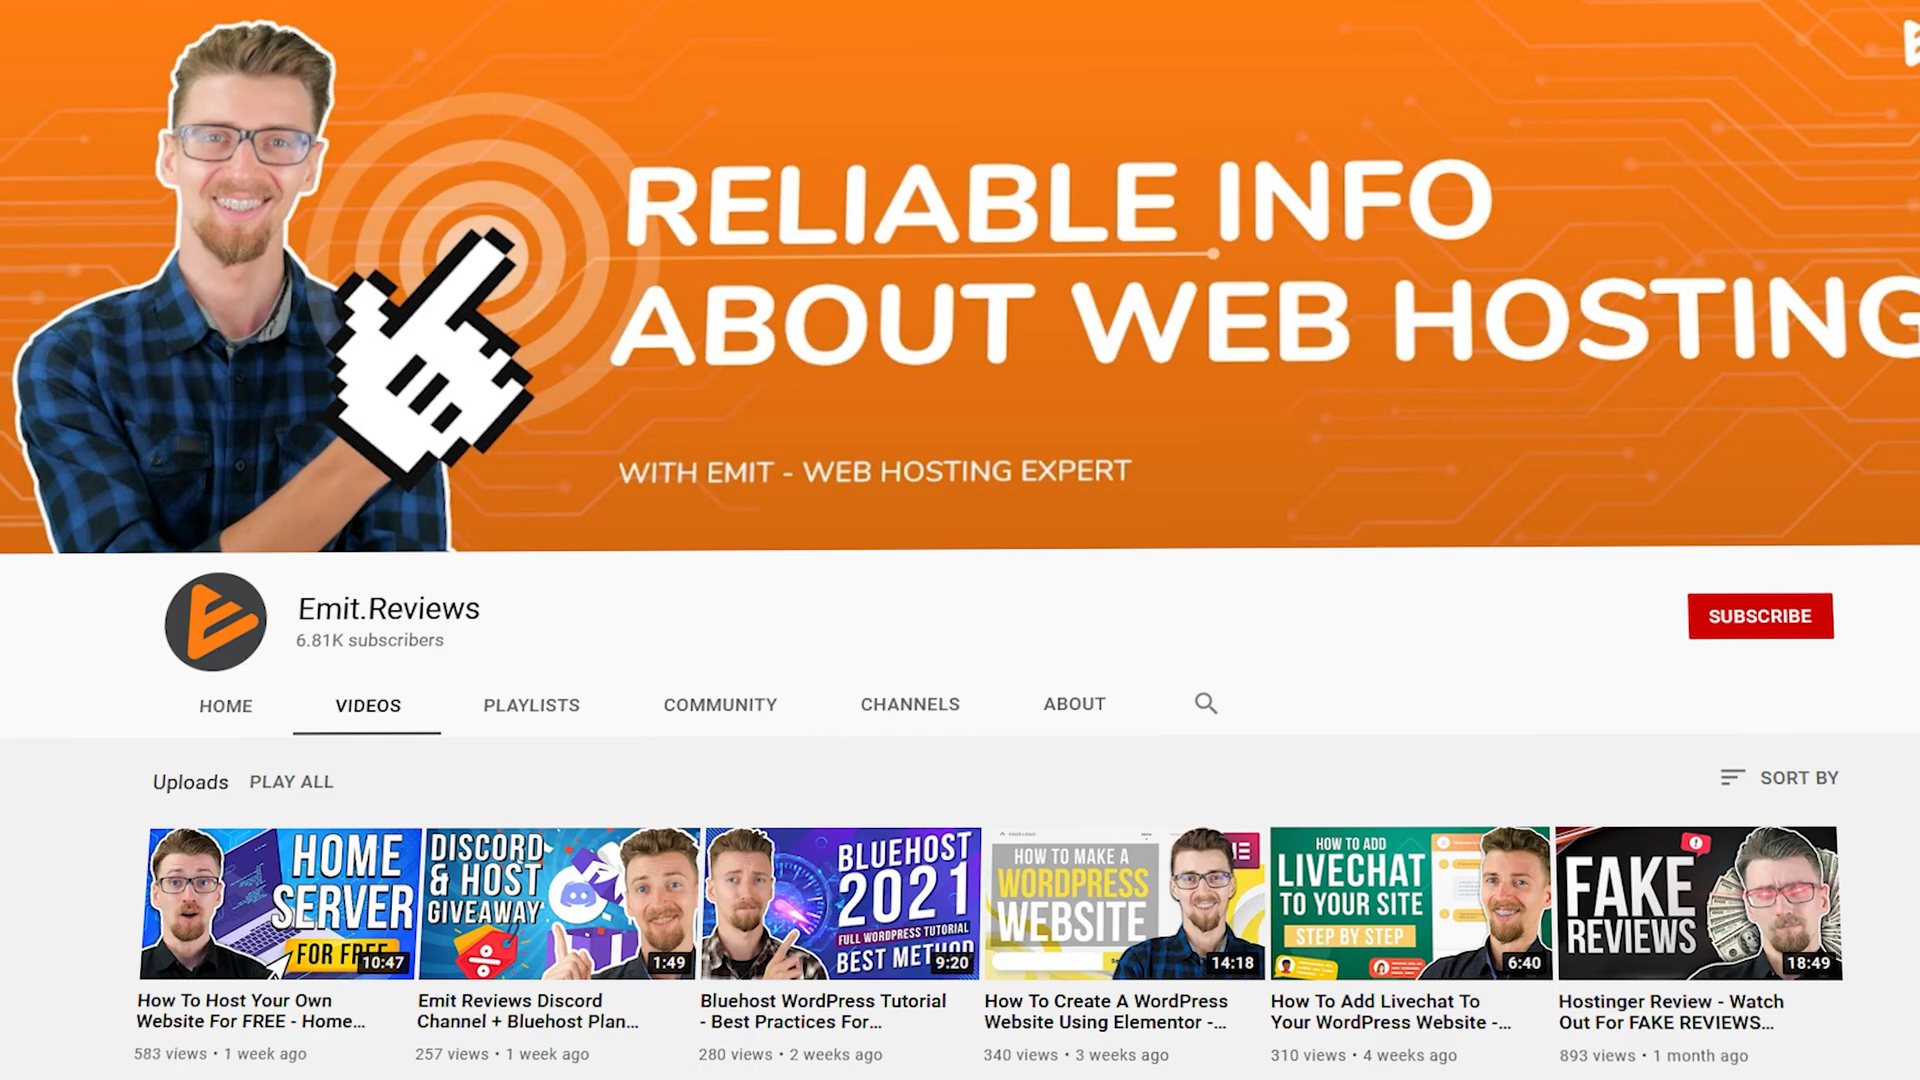 RELIABLE INFO
ABOUT WEB HOSTING
WITH EMIT - WEB HOSTING EXPERT
Emit.Reviews
6.81K subscribers
SUBSCRIBE
HOME VIDEOS PLAYLISTS COMMUNITY CHANNELS ABOUT
Uploads PLAY ALL
SORT BY
HOME
SERVER
FOR FR
10:47
DISCORD
& HOST
GIVEAWAY
1:49
BLUEHOST
2021
FULL WORDPRESS TUTORIAL
BEST METHOD
9:20
HOW TO MAKE A
WORDPRESS
WEBSITE
14:18
HOW TO ADD
LIVECHAT
TO YOUR SITE
STEP BY STEP
6:40
FAKE
REVIEWS
18:49
How To Host Your Own
Website For FREE - Home...
583 views • 1 week ago
Emit Reviews Discord
Channel + Bluehost Plan...
257 views • 1 week ago
Bluehost WordPress Tutorial
- Best Practices For...
280 views • 2 weeks ago
How To Create A WordPress
Website Using Elementor -...
340 views • 3 weeks ago
How To Add Livechat To
Your WordPress Website -...
310 views • 4 weeks ago
Hostinger Review - Watch
Out For FAKE REVIEWS...
893 views • 1 month ago